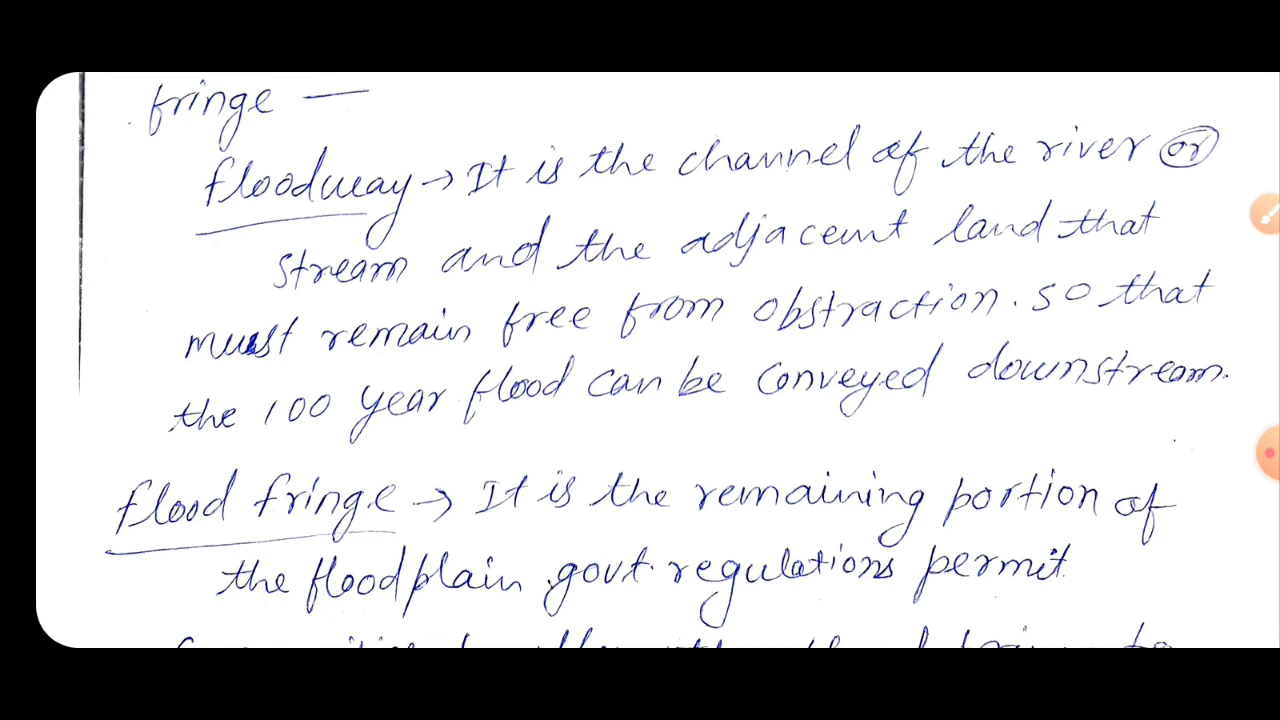 fringe —
floodway → It is the channel of the river or
stream and the adjacent land that
must remain free from obstraction. so that
the 100 year flood can be conveyed downstream.
flood fringe → It is the remaining portion of
the floodplain govt. regulations permit